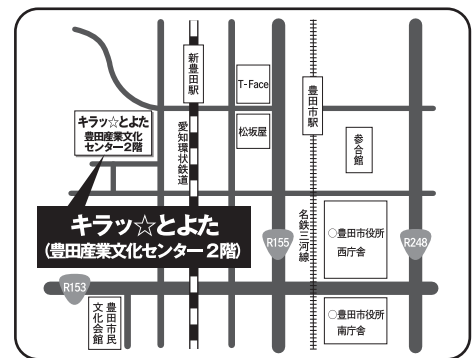 新豊田駅
T-Face
豊田市駅
キラッ☆とよた
豊田産業文化
センター2階
愛知環状鉄道
松坂屋
参合館
キラッ☆とよた
(豊田産業文化センター2階)
名鉄三河線
R155
○豊田市役所
西庁舎
R248
R153
豊田市民
文化会館
○豊田市役所
南庁舎